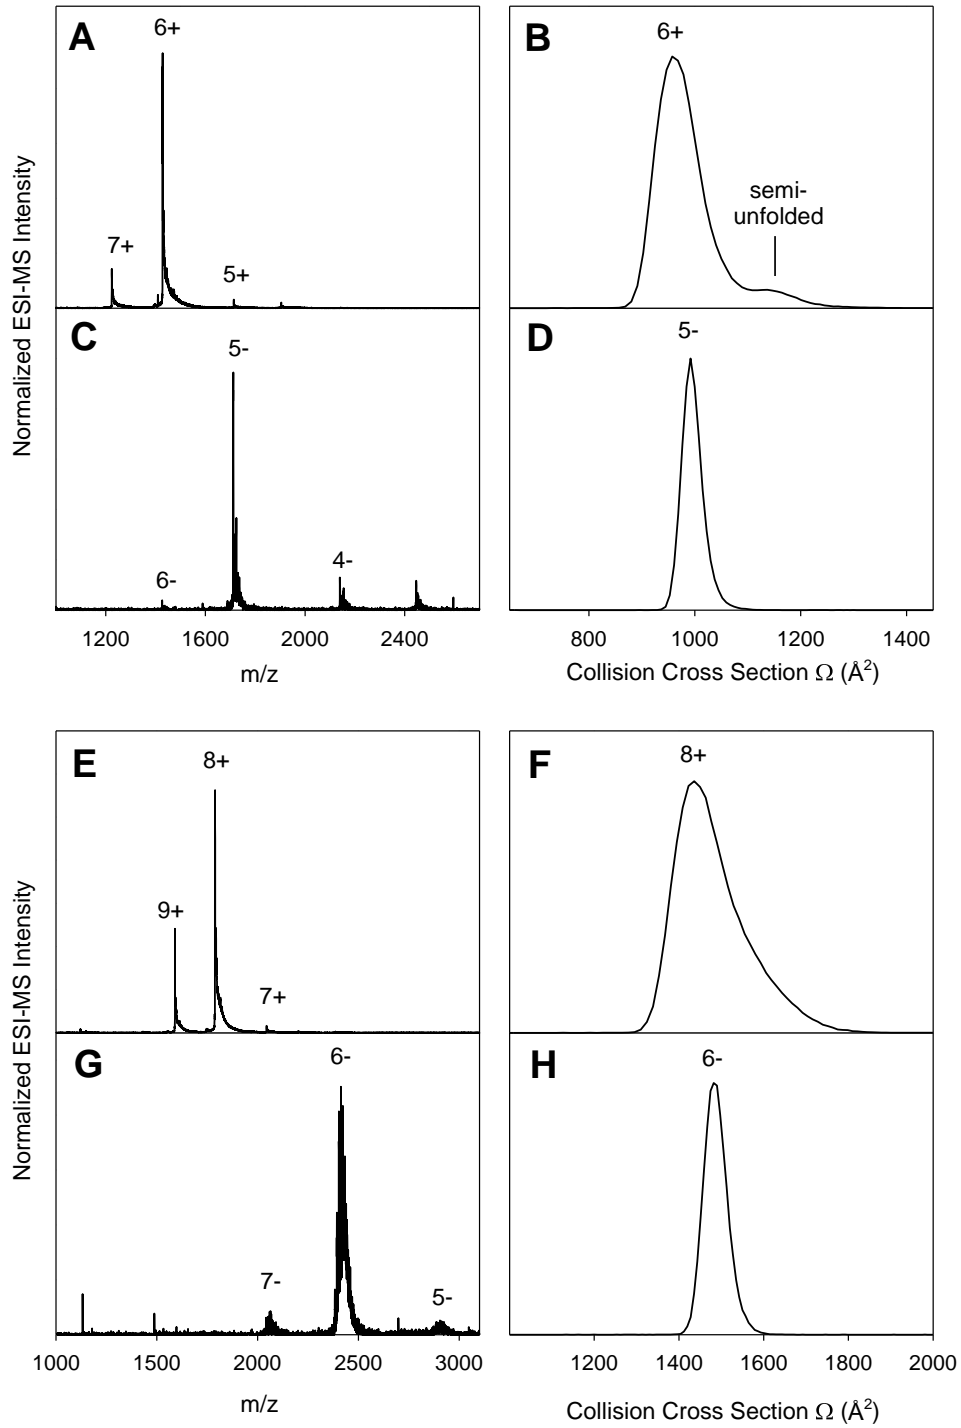 A
6+
7+
5+
B
6+
semi-
unfolded
Normalized ESI-MS Intensity
C
5-
6-
4-
1200 1600 2000 2400
m/z
D
5-
800 1000 1200 1400
Collision Cross Section Ω (Å²)
E
8+
9+
7+
F
8+
Normalized ESI-MS Intensity
G
6-
7-
5-
1000 1500 2000 2500 3000
m/z
H
6-
1200 1400 1600 1800 2000
Collision Cross Section Ω (Å²)